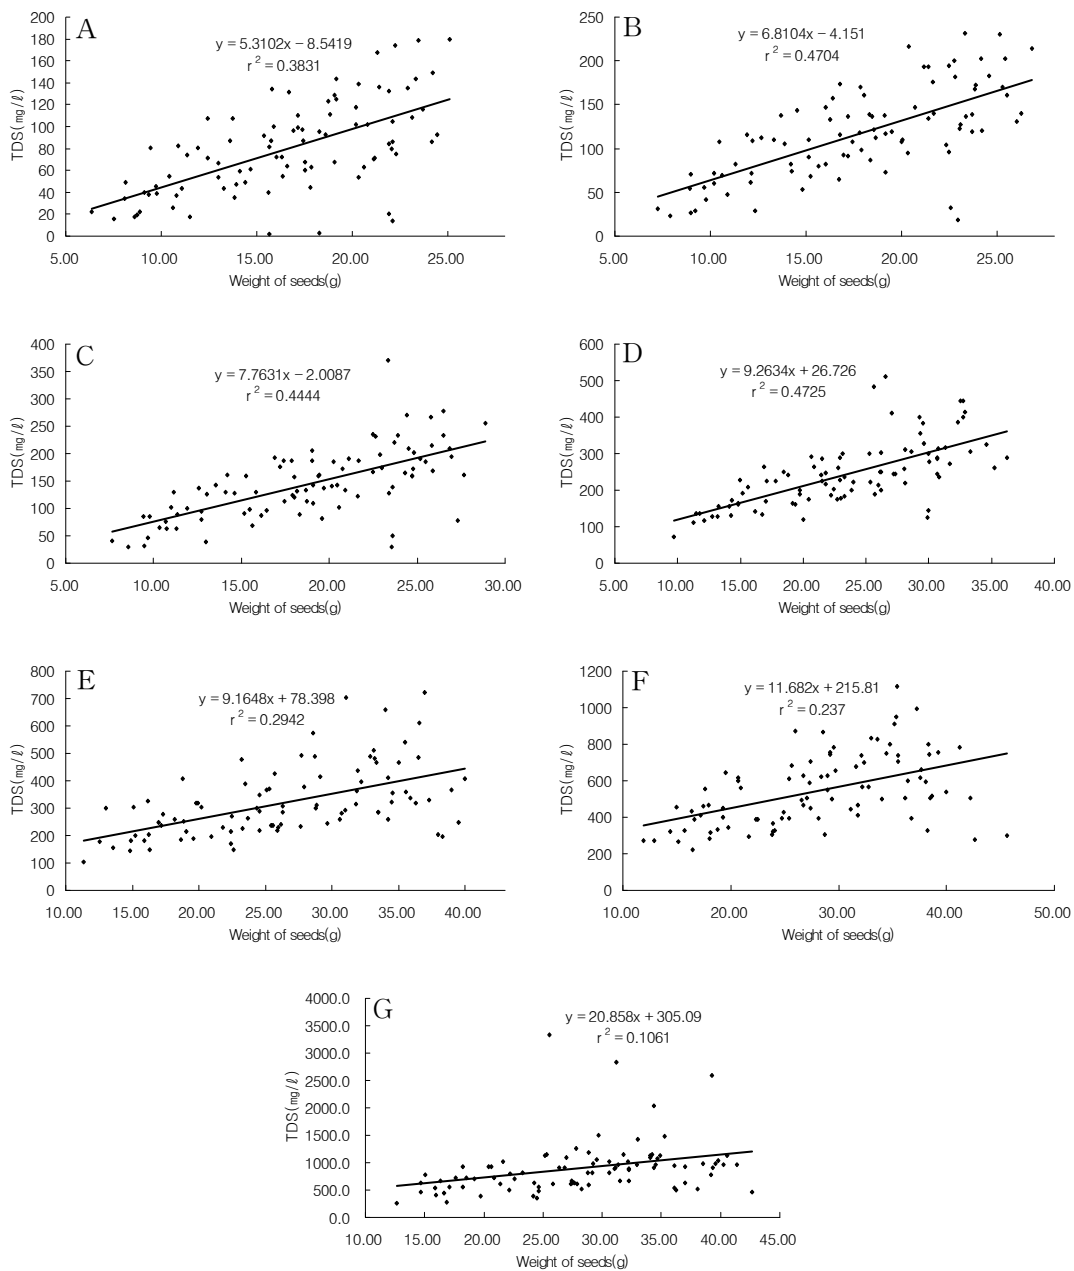 A
y = 5.3102x − 8.5419
r 2 = 0.3831
200
180
160
140
120
100
80
60
40
20
0
TDS(㎎/ℓ)
5.00 10.00 15.00 20.00 25.00
Weight of seeds(g)
B
y = 6.8104x − 4.151
r 2 = 0.4704
250
200
150
100
50
0
TDS(㎎/ℓ)
5.00 10.00 15.00 20.00 25.00
Weight of seeds(g)
C
y = 7.7631x − 2.0087
r 2 = 0.4444
400
350
300
250
200
150
100
50
0
TDS(㎎/ℓ)
5.00 10.00 15.00 20.00 25.00 30.00
Weight of seeds(g)
D
y = 9.2634x + 26.726
r 2 = 0.4725
600
500
400
300
200
100
0
TDS(㎎/ℓ)
5.00 10.00 15.00 20.00 25.00 30.00 35.00 40.00
Weight of seeds(g)
E
y = 9.1648x + 78.398
r 2 = 0.2942
800
700
600
500
400
300
200
100
0
TDS(㎎/ℓ)
10.00 15.00 20.00 25.00 30.00 35.00 40.00
Weight of seeds(g)
F
y = 11.682x + 215.81
r 2 = 0.237
1200
1000
800
600
400
200
0
TDS(㎎/ℓ)
10.00 20.00 30.00 40.00 50.00
Weight of seeds(g)
G
y = 20.858x + 305.09
r 2 = 0.1061
4000.0
3500.0
3000.0
2500.0
2000.0
1500.0
1000.0
500.0
0.0
TDS(㎎/ℓ)
10.00 15.00 20.00 25.00 30.00 35.00 40.00 45.00
Weight of seeds(g)